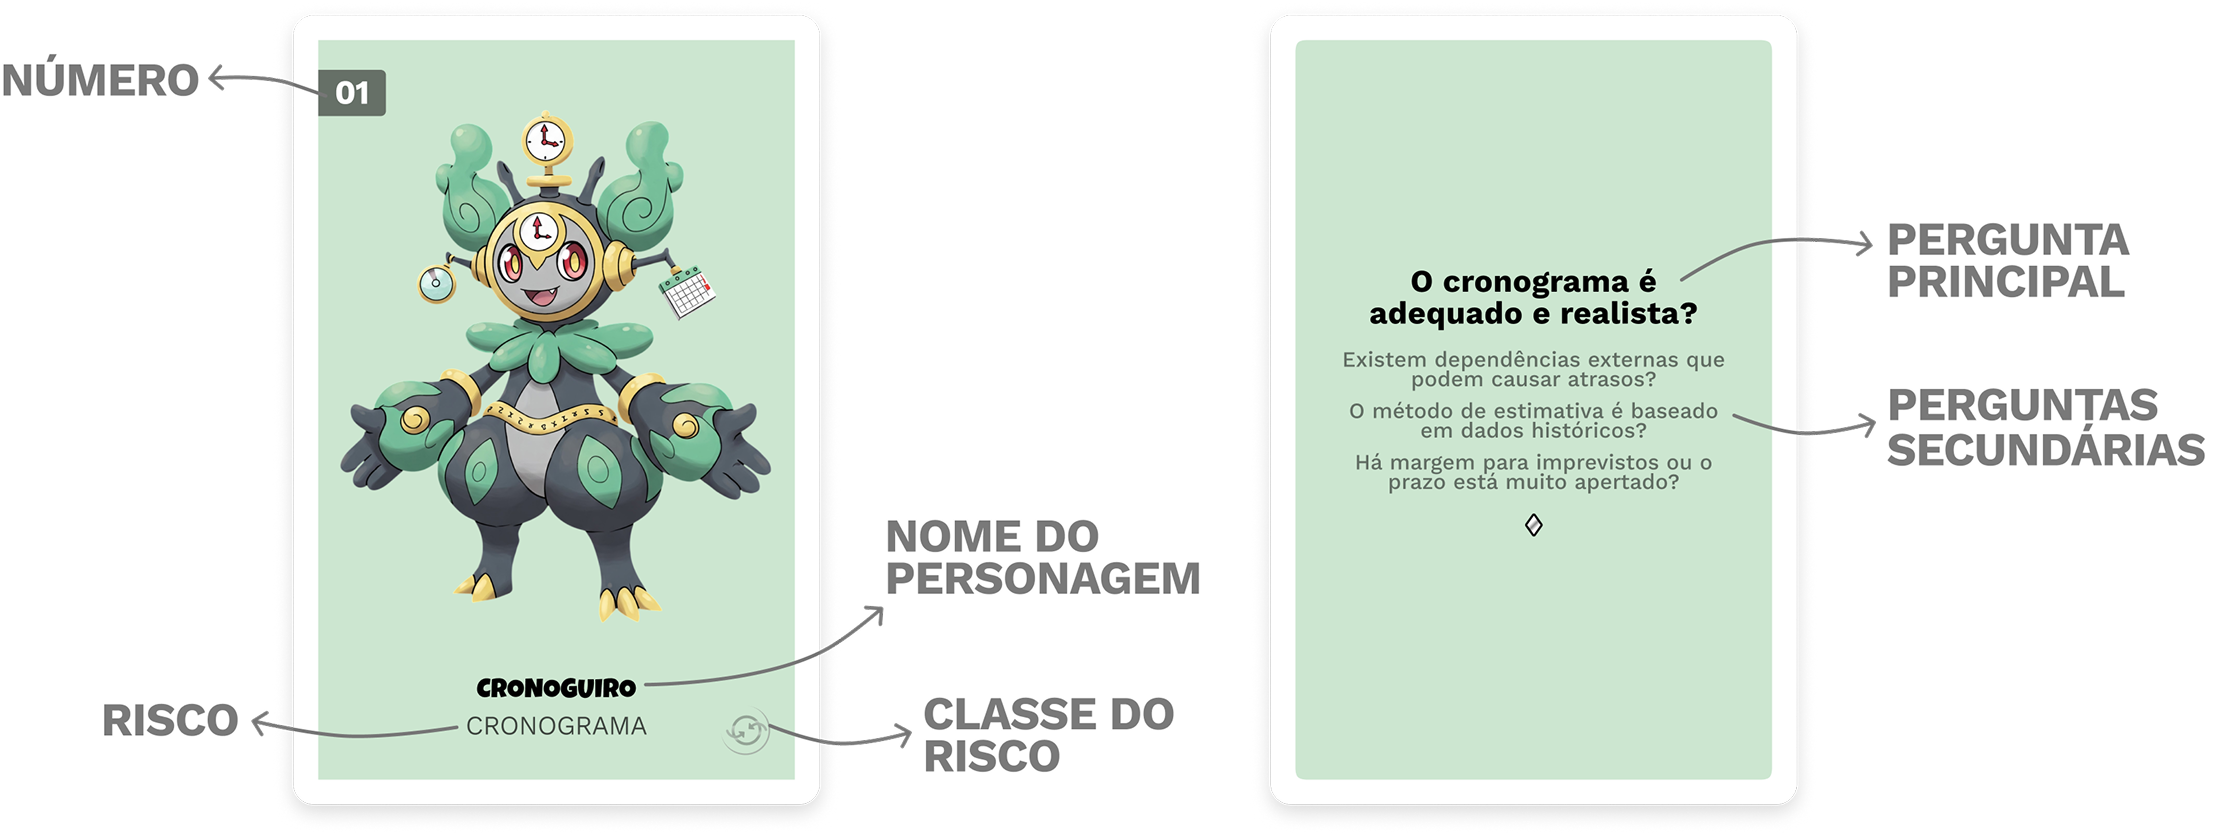 NÚMERO
01
CRONOGUIRO
CRONOGRAMA
RISCO
NOME DO
PERSONAGEM
CLASSE DO
RISCO
O cronograma é
adequado e realista?
Existem dependências externas que
podem causar atrasos?
O método de estimativa é baseado
em dados históricos?
Há margem para imprevistos ou o
prazo está muito apertado?
PERGUNTA
PRINCIPAL
PERGUNTAS
SECUNDÁRIAS